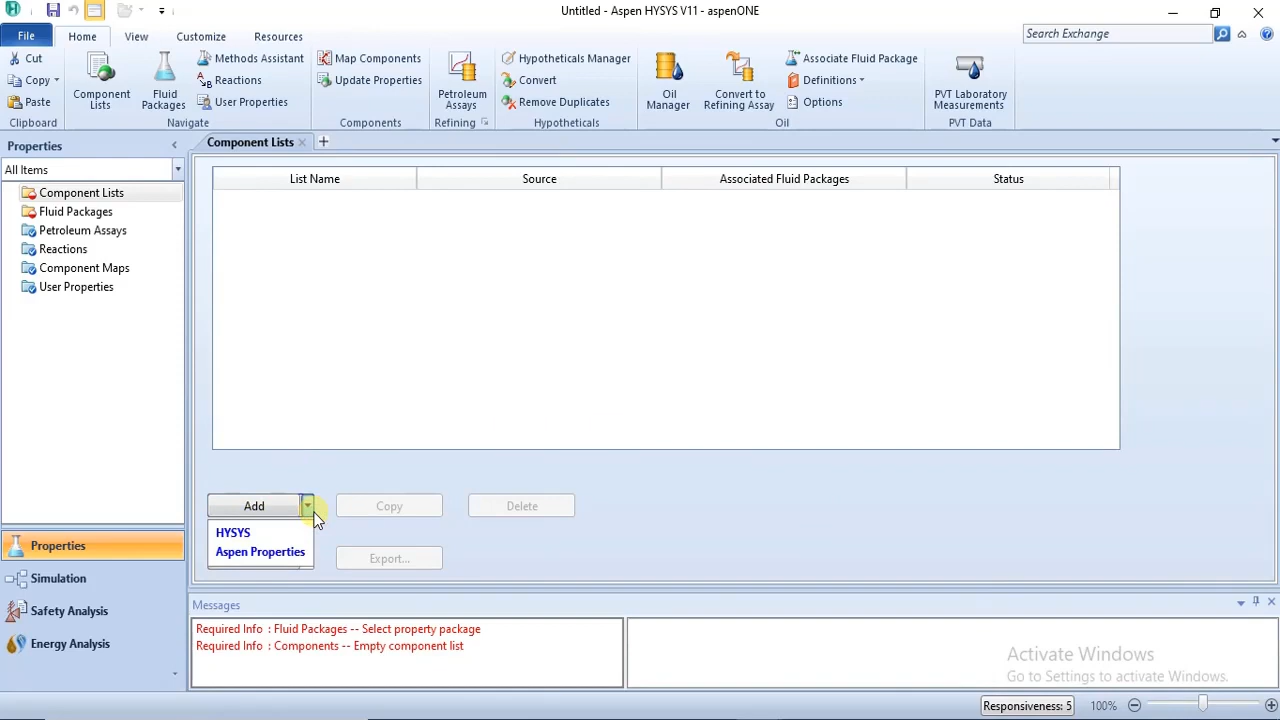 Untitled - Aspen HYSYS V11 - aspenONE
File
Home
View
Customize
Resources
Search Exchange
Cut
Copy
Paste
Clipboard
Component Lists
Fluid Packages
Methods Assistant
Reactions
User Properties
Navigate
Map Components
Update Properties
Components
Petroleum Assays
Refining
Hypotheticals Manager
Convert
Remove Duplicates
Hypotheticals
Oil Manager
Convert to Refining Assay
Associate Fluid Package
Definitions
Options
Oil
PVT Laboratory Measurements
PVT Data
Properties
All Items
Component Lists
Fluid Packages
Petroleum Assays
Reactions
Component Maps
User Properties
Properties
Simulation
Safety Analysis
Energy Analysis
Component Lists
List Name
Source
Associated Fluid Packages
Status
Add
Copy
Delete
HYSYS
Aspen Properties
Export...
Messages
Required Info : Fluid Packages -- Select property package
Required Info : Components -- Empty component list
Activate Windows
Go to Settings to activate Windows.
Responsiveness: 5
100%